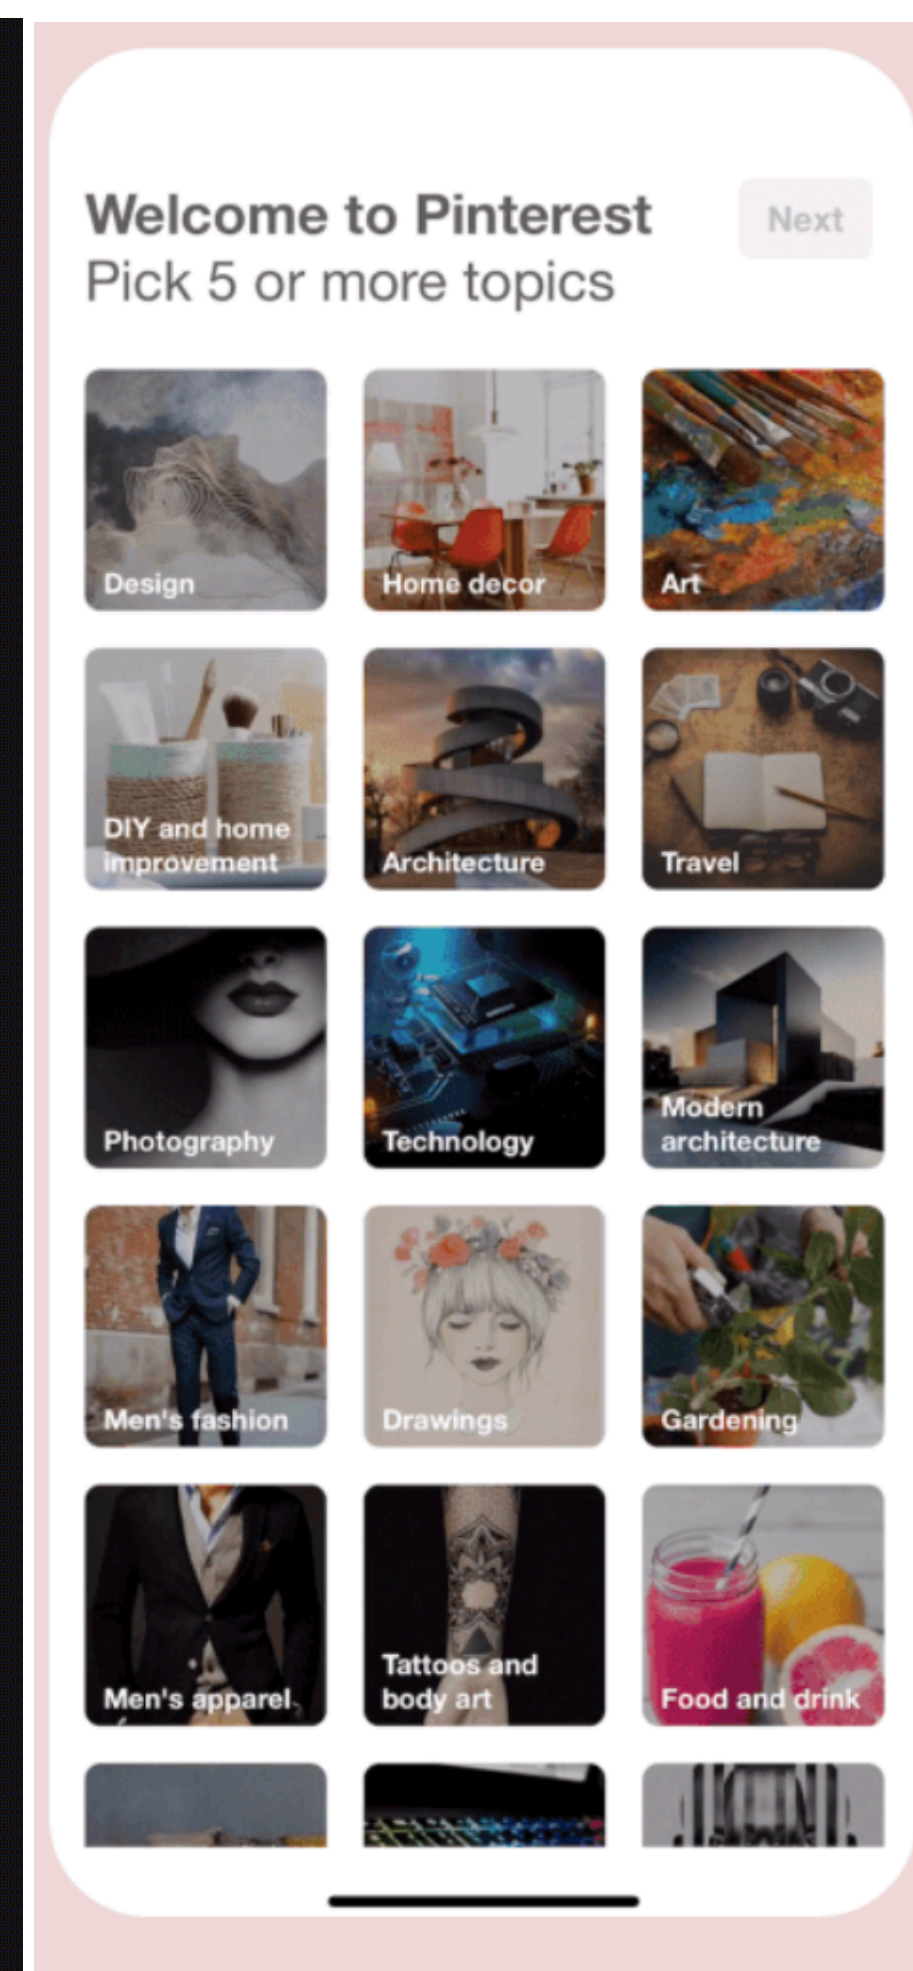 Welcome to Pinterest
Next
Pick 5 or more topics
Design
Home decor
Art
DIY and home
improvement
Architecture
Travel
Photography
Technology
Modern
architecture
Men's fashion
Drawings
Gardening
Men's apparel
Tattoos and
body art
Food and drink